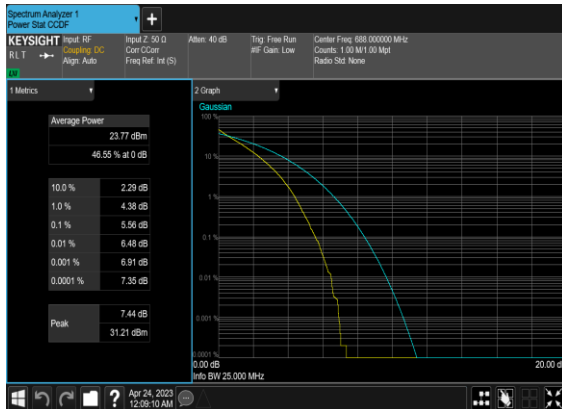 Spectrum Analyzer 1
Power Stat CCDF
+
KEYSIGHT
RLT
LXI
Input: RF
Coupling: DC
Align: Auto
Input Z: 50 Ω
Corr CCorr
Freq Ref: Int (S)
Atten: 40 dB
Trig: Free Run
#IF Gain: Low
Center Freq: 688.000000 MHz
Counts: 1.00 M/1.00 Mpt
Radio Std: None
1 Metrics
Average Power
23.77 dBm
46.55 % at 0 dB
10.0 % 2.29 dB
1.0 % 4.38 dB
0.1 % 5.56 dB
0.01 % 6.48 dB
0.001 % 6.91 dB
0.0001 % 7.35 dB
Peak
7.44 dB
31.21 dBm
2 Graph
Gaussian
100 %
10 %
1 %
0.1 %
0.01 %
0.001 %
0.0001 %
0.00 dB
20.00 d
Info BW 25.000 MHz
?
Apr 24, 2023
12:09:10 AM